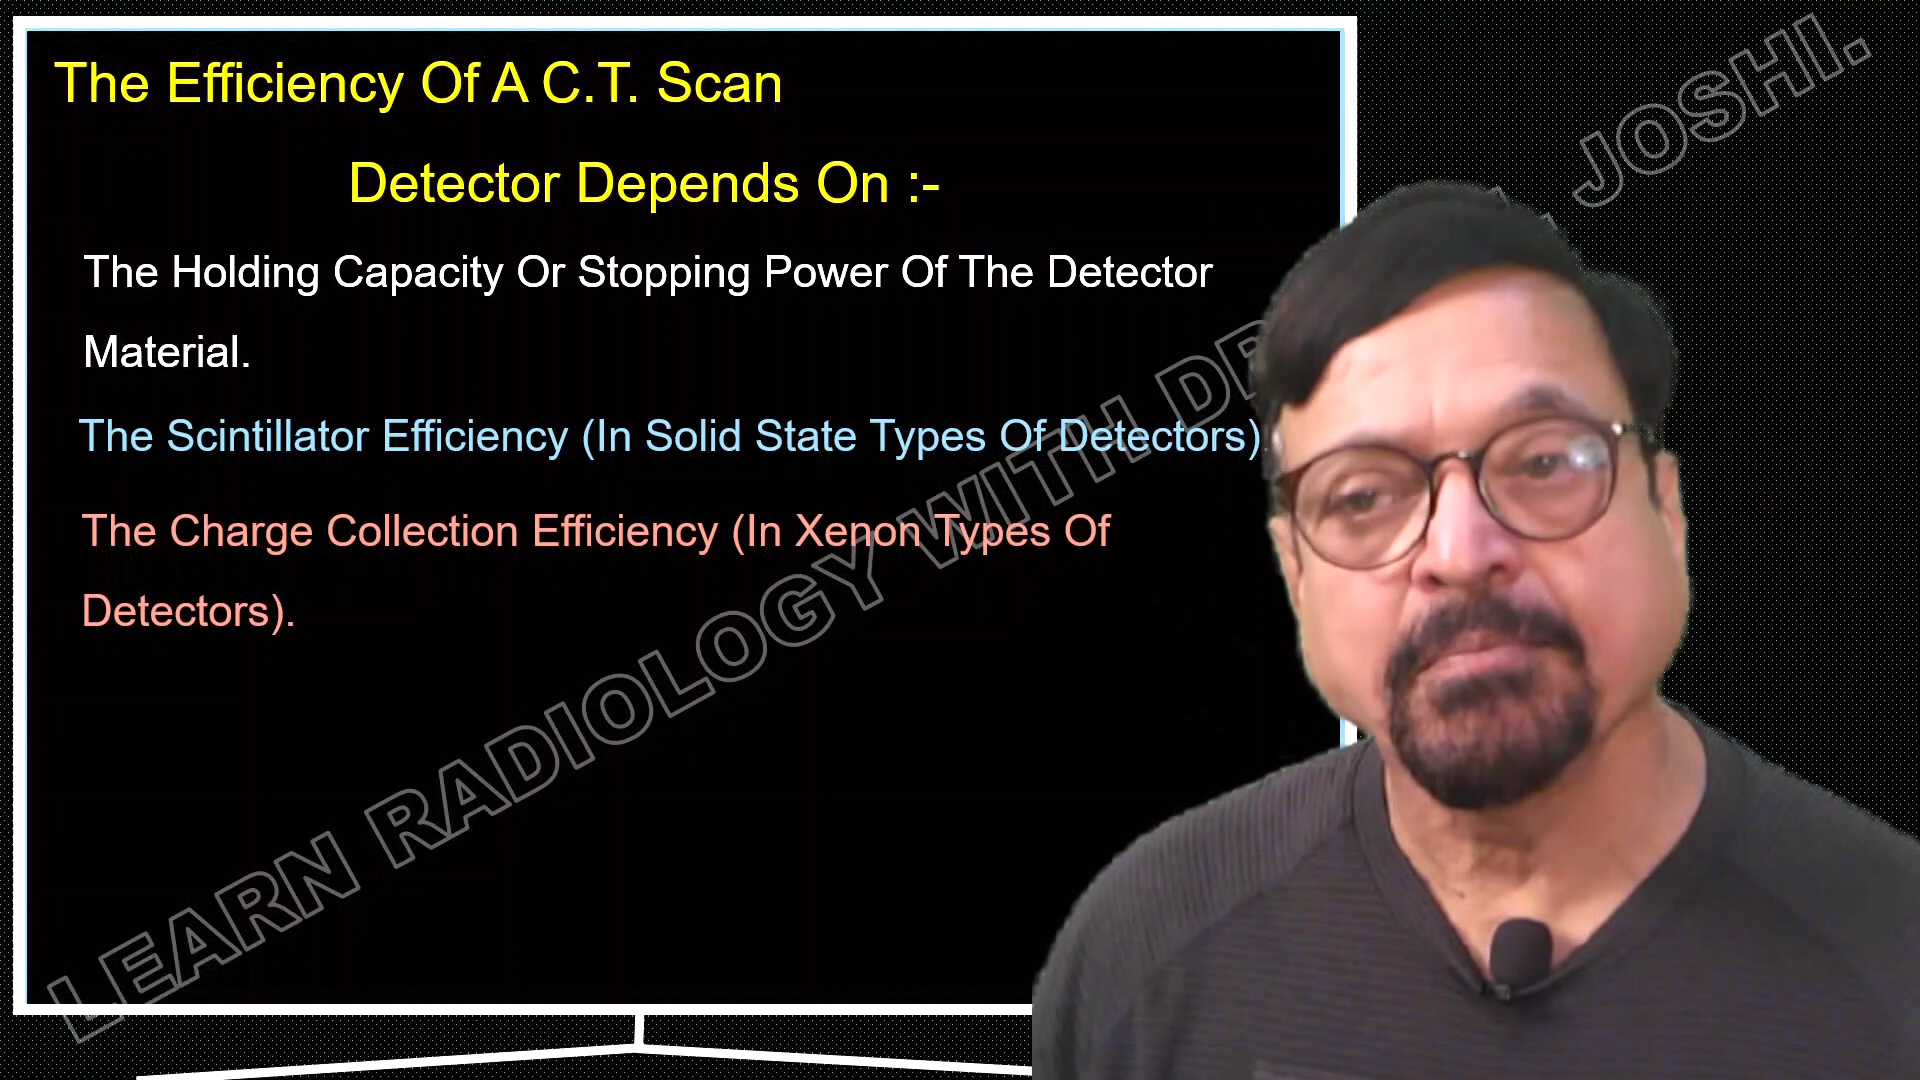 The Efficiency Of A C.T. Scan
Detector Depends On :-
The Holding Capacity Or Stopping Power Of The Detector
Material.
The Scintillator Efficiency (In Solid State Types Of Detectors).
The Charge Collection Efficiency (In Xenon Types Of
Detectors).
LEARN RADIOLOGY WITH DR JOSHI.